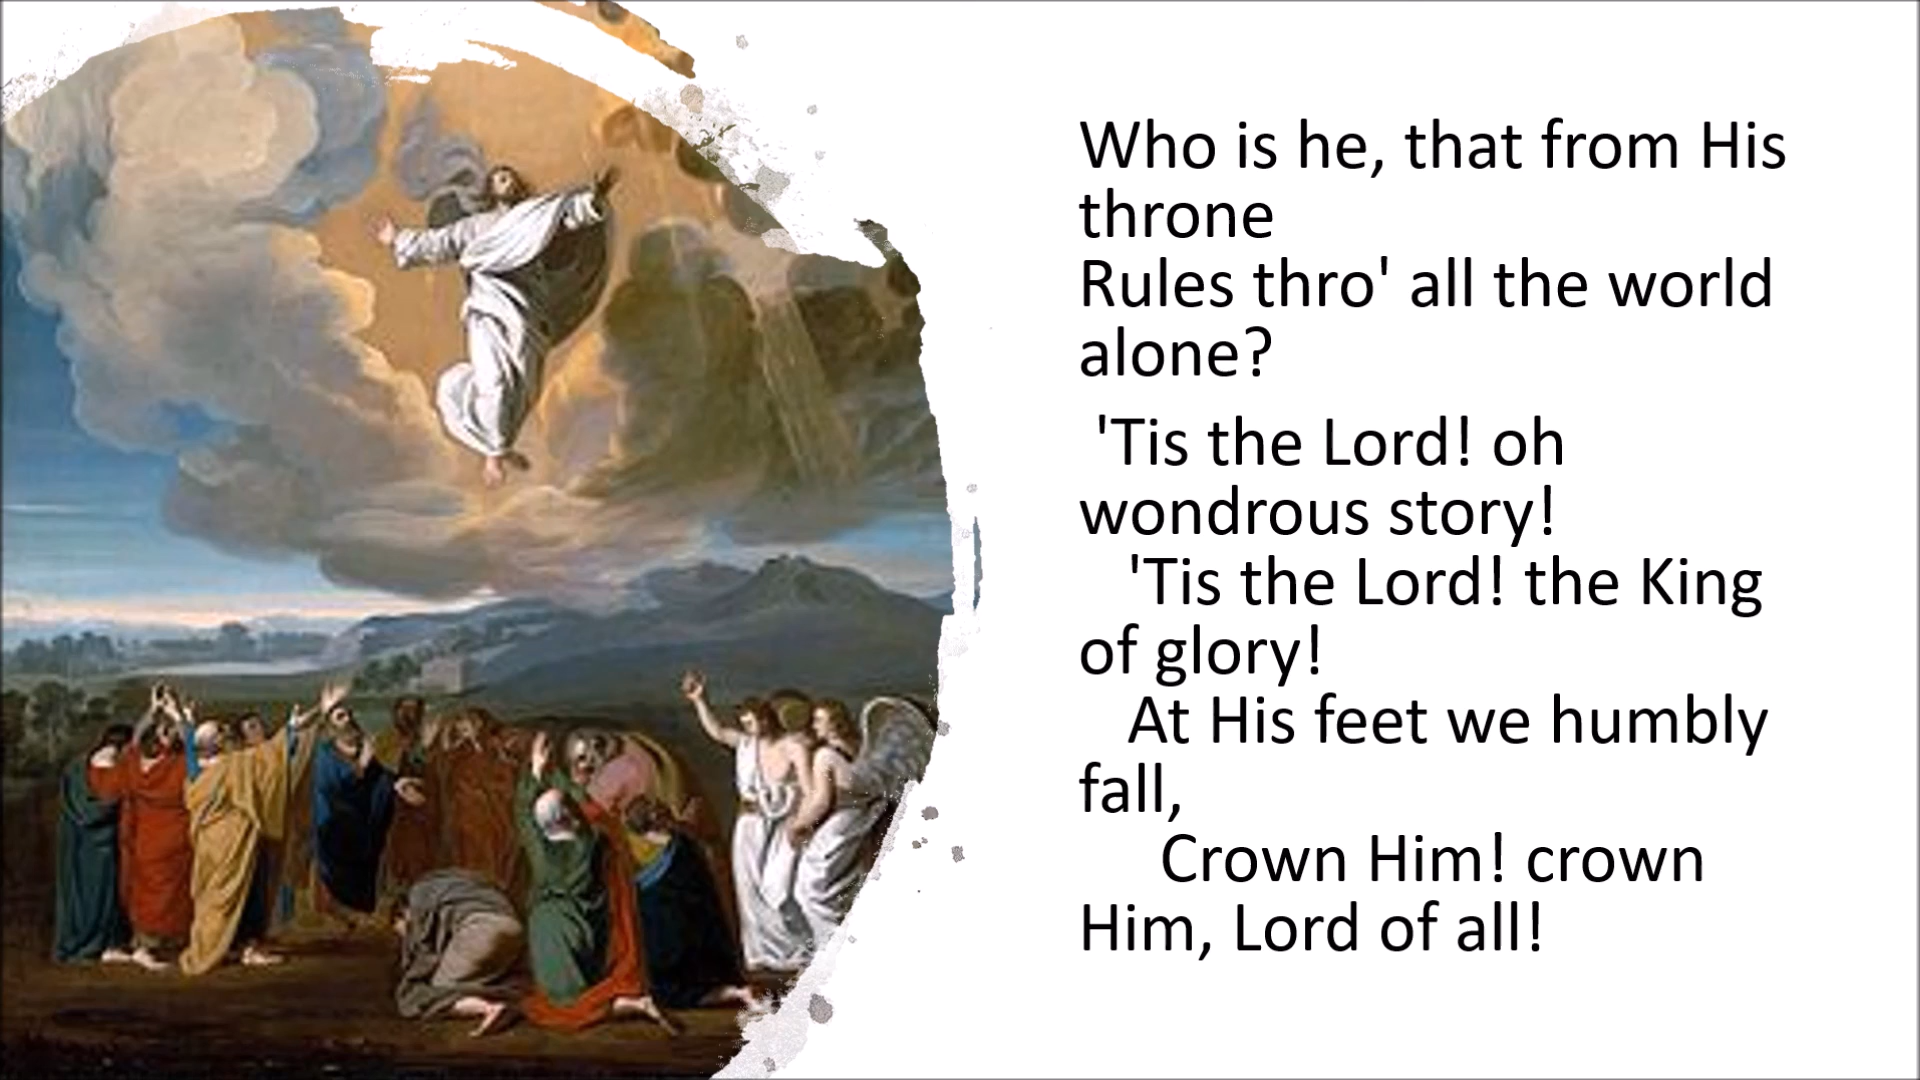 Who is he, that from His
throne
Rules thro' all the world
alone?
'Tis the Lord! oh
wondrous story!
'Tis the Lord! the King
of glory!
At His feet we humbly
fall,
Crown Him! crown
Him, Lord of all!